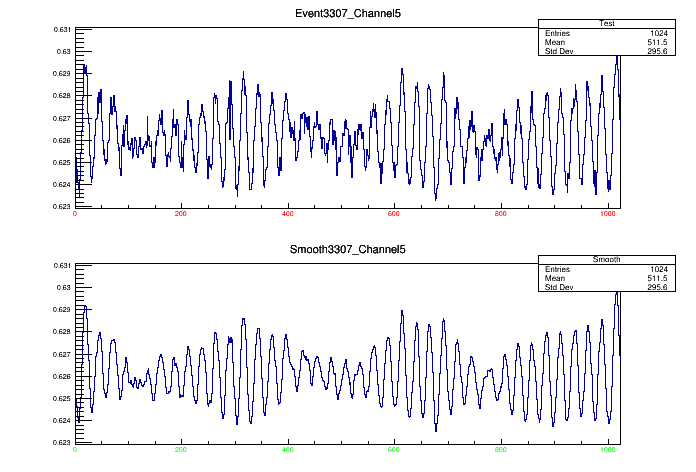 Event3307_Channel5
Test
Entries 1024
Mean 511.5
Std Dev 295.6
0.631
0.63
0.629
0.628
0.627
0.626
0.625
0.624
0.623
0 200 400 600 800 1000
Smooth3307_Channel5
Smooth
Entries 1024
Mean 511.5
Std Dev 295.6
0.631
0.63
0.629
0.628
0.627
0.626
0.625
0.624
0.623
0 200 400 600 800 1000